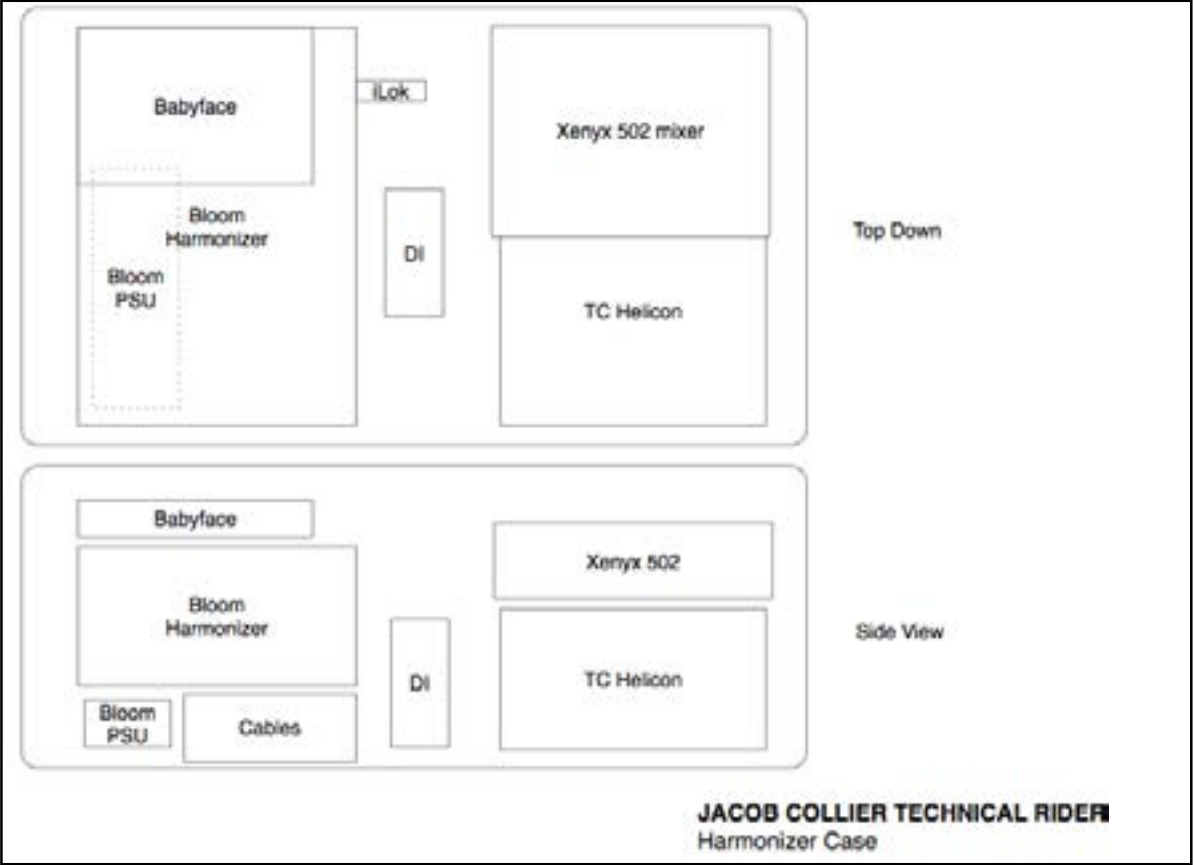 Babyface
iLok
Xenyx 502 mixer
Bloom
Harmonizer
DI
Bloom
PSU
TC Helicon
Top Down
Babyface
Xenyx 502
Bloom
Harmonizer
Side View
DI
TC Helicon
Bloom
PSU
Cables
JACOB COLLIER TECHNICAL RIDER
Harmonizer Case